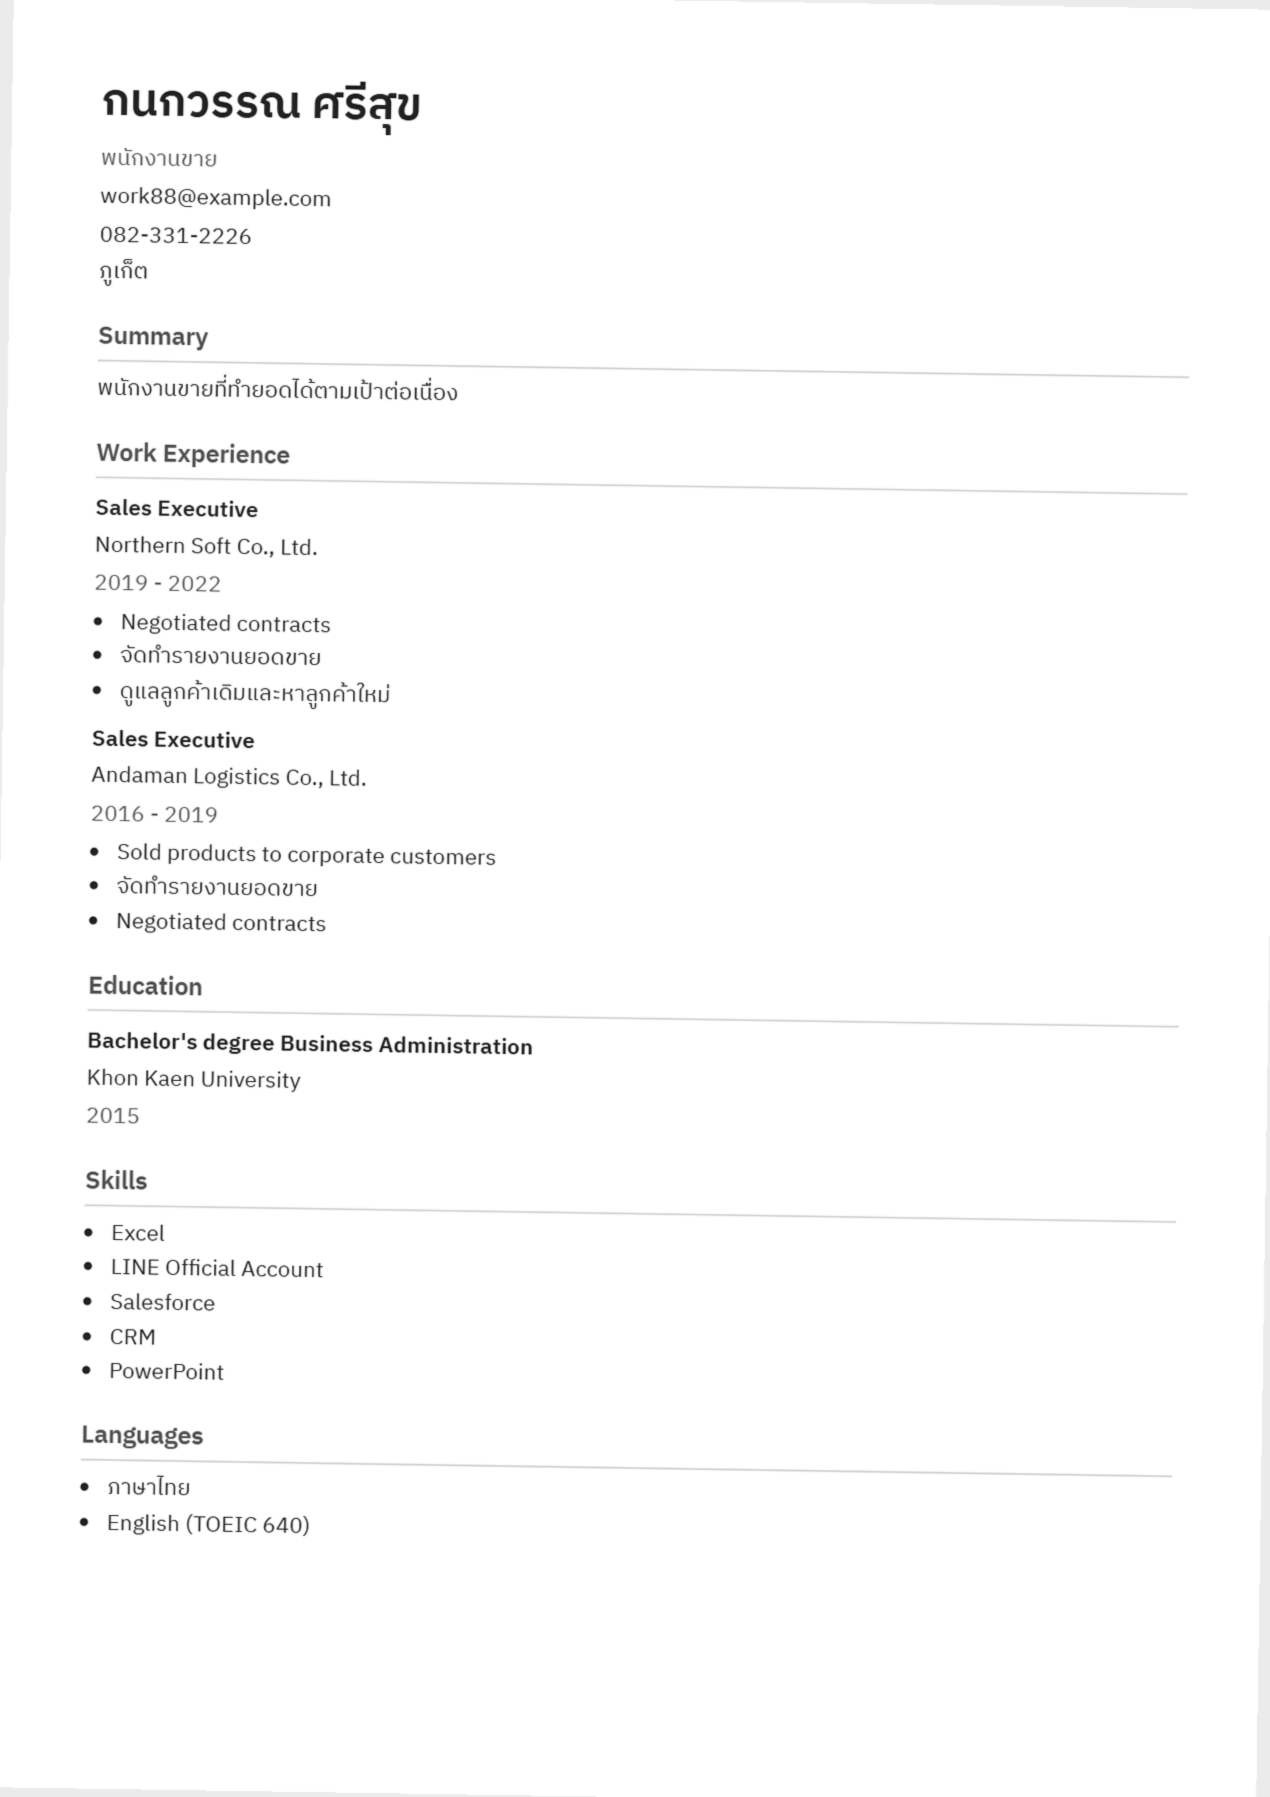 กนกวรรณ ศรีสุข
พนักงานขาย
work88@example.com
082-331-2226
ภูเก็ต
Summary
พนักงานขายที่ทำยอดได้ตามเป้าต่อเนื่อง
Work Experience
Sales Executive
Northern Soft Co., Ltd.
2019 - 2022
• Negotiated contracts
• จัดทำรายงานยอดขาย
• ดูแลลูกค้าเดิมและหาลูกค้าใหม่
Sales Executive
Andaman Logistics Co., Ltd.
2016 - 2019
• Sold products to corporate customers
• จัดทำรายงานยอดขาย
• Negotiated contracts
Education
Bachelor's degree Business Administration
Khon Kaen University
2015
Skills
• Excel
• LINE Official Account
• Salesforce
• CRM
• PowerPoint
Languages
• ภาษาไทย
• English (TOEIC 640)